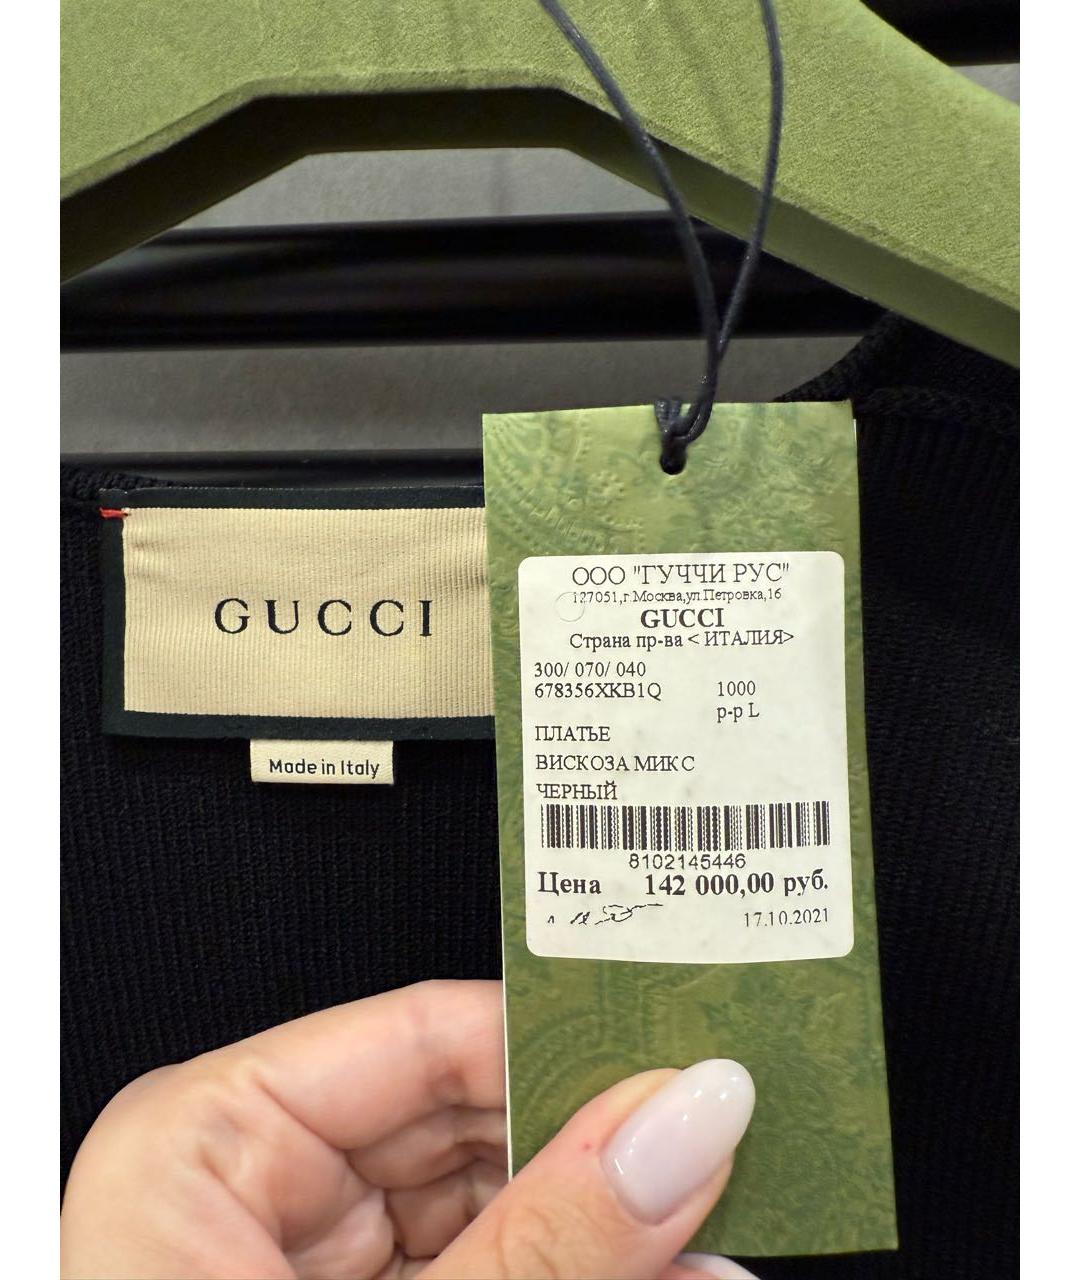 GUCCI
Made in Italy
ООО "ГУЧЧИ РУС"
127051,г.Москва,ул.Петровка,16
GUCCI
Страна пр-ва < ИТАЛИЯ>
300/ 070/ 040
678356XKB1Q 1000
р-р L
ПЛАТЬЕ
ВИСКОЗА МИКС
ЧЕРНЫЙ
8102145446
Цена 142 000,00 руб.
17.10.2021